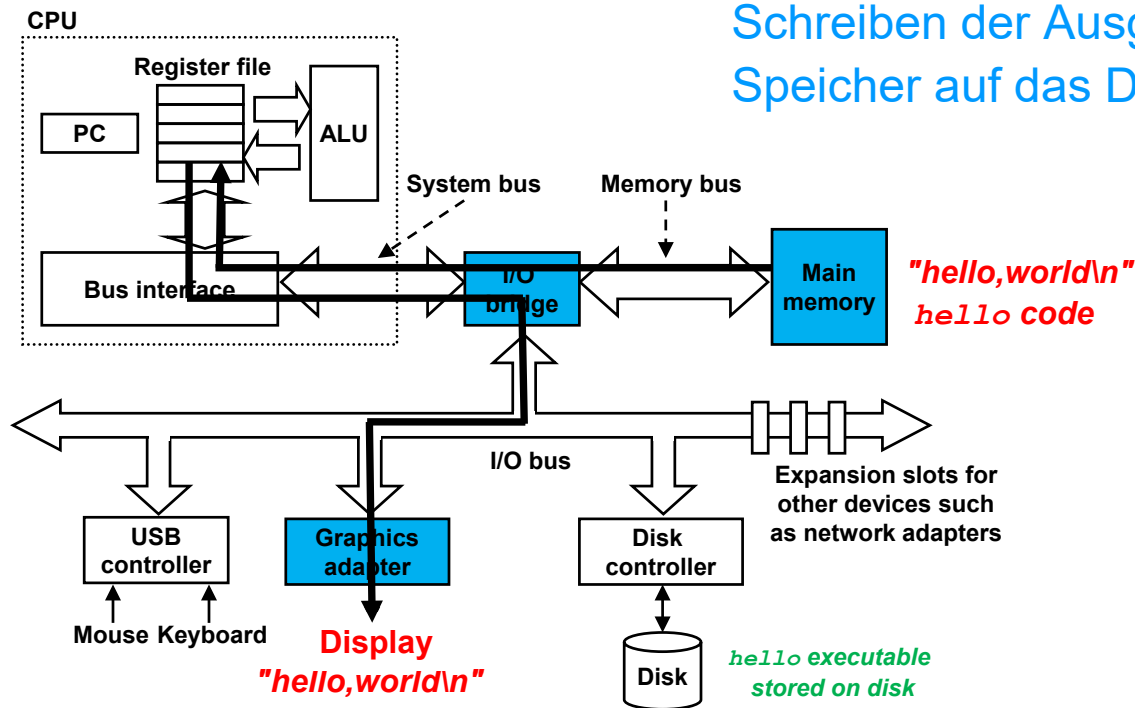 Schreiben der
Speicher auf das
CPU
Register file
PC
ALU
System bus
Memory bus
Bus interface
I/O
bridge
Main
memory
"hello,world\n"
hello code
I/O bus
Expansion slots for
other devices such
as network adapters
USB
controller
Graphics
adapter
Disk
controller
Mouse Keyboard
Display
"hello,world\n"
Disk
hello executable
stored on disk